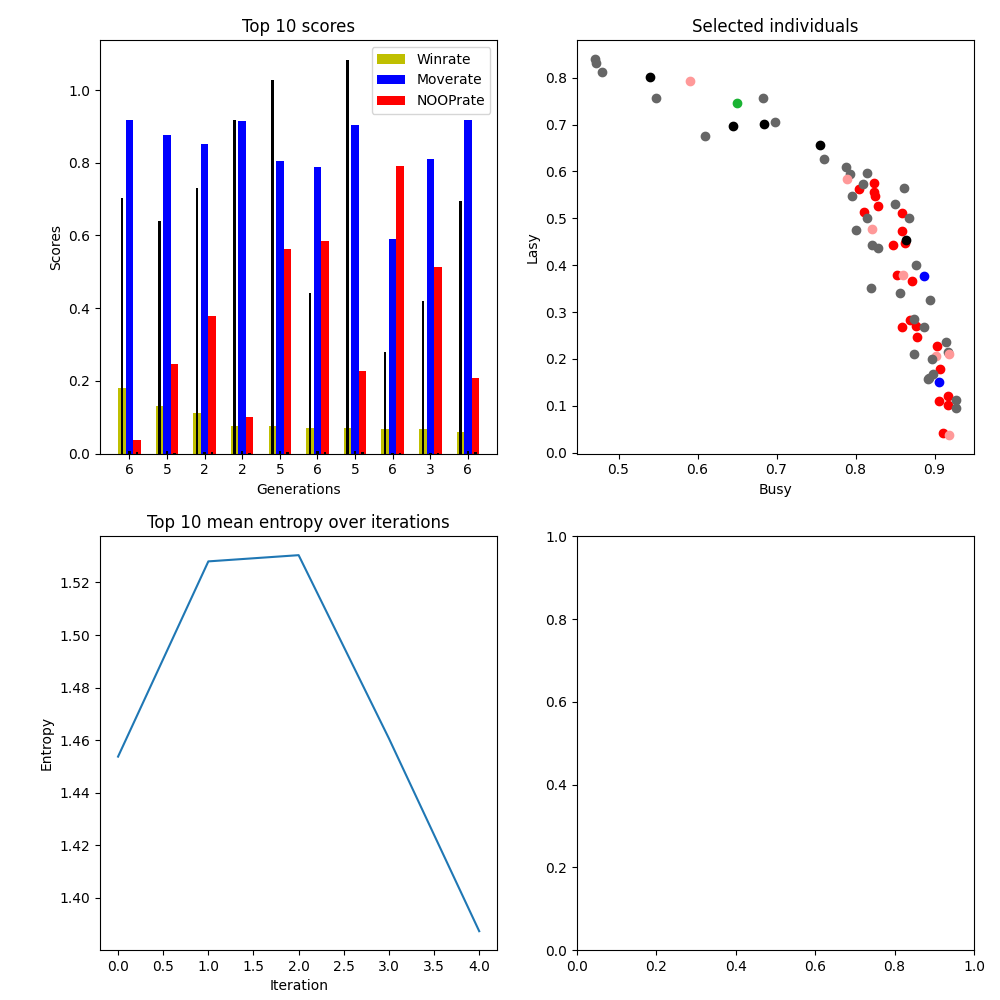 Top 10 scores
Scores
1.0
0.8
0.6
0.4
0.2
0.0
Winrate
Moverate
NOOPrate
6 5 2 2 5 6 5 6 3 6
Generations
Selected individuals
Lasy
0.8
0.7
0.6
0.5
0.4
0.3
0.2
0.1
0.0
0.5 0.6 0.7 0.8 0.9
Busy
Top 10 mean entropy over iterations
Entropy
1.52
1.50
1.48
1.46
1.44
1.42
1.40
0.0 0.5 1.0 1.5 2.0 2.5 3.0 3.5 4.0
Iteration
1.0
0.8
0.6
0.4
0.2
0.0
0.0 0.2 0.4 0.6 0.8 1.0